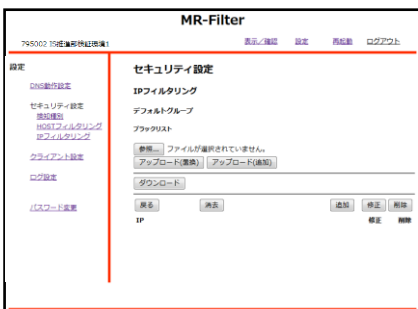 MR-Filter
795002 IS推進部検証環境1
表示／確認 設定 再起動 ログアウト
設定
DNS動作設定
セキュリティ設定
検知種別
HOSTフィルタリング
IPフィルタリング
クライアント設定
ログ設定
パスワード変更
セキュリティ設定
IPフィルタリング
デフォルトグループ
ブラックリスト
参照... ファイルが選択されていません。
アップロード(置換) アップロード(追加)
ダウンロード
戻る 消去 追加 修正 削除
IP 修正 削除